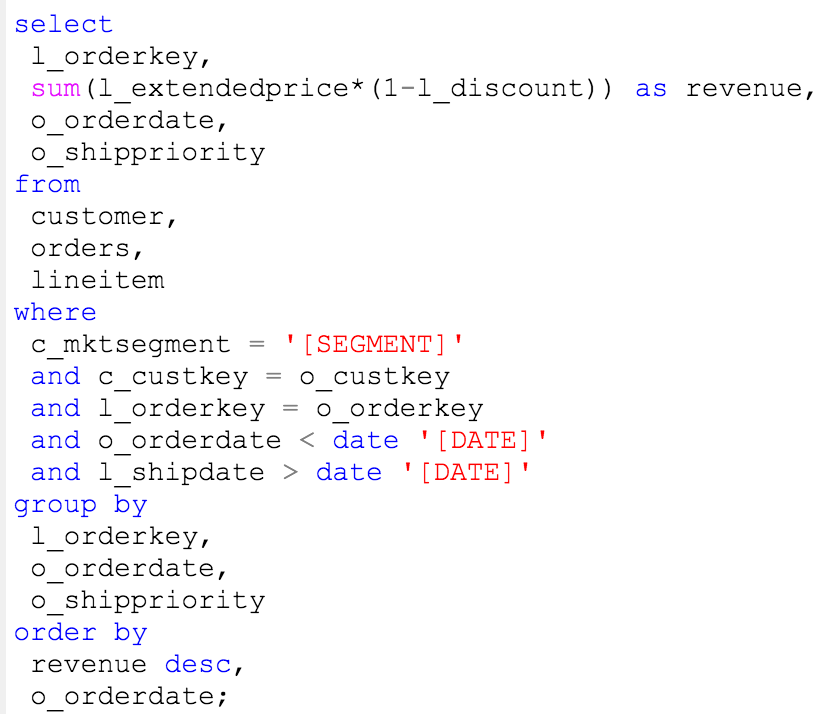 select
l_orderkey,
sum(l_extendedprice*(1-l_discount)) as revenue,
o_orderdate,
o_shippriority
from
customer,
orders,
lineitem
where
c_mktsegment = '[SEGMENT]'
and c_custkey = o_custkey
and l_orderkey = o_orderkey
and o_orderdate < date '[DATE]'
and l_shipdate > date '[DATE]'
group by
l_orderkey,
o_orderdate,
o_shippriority
order by
revenue desc,
o_orderdate;